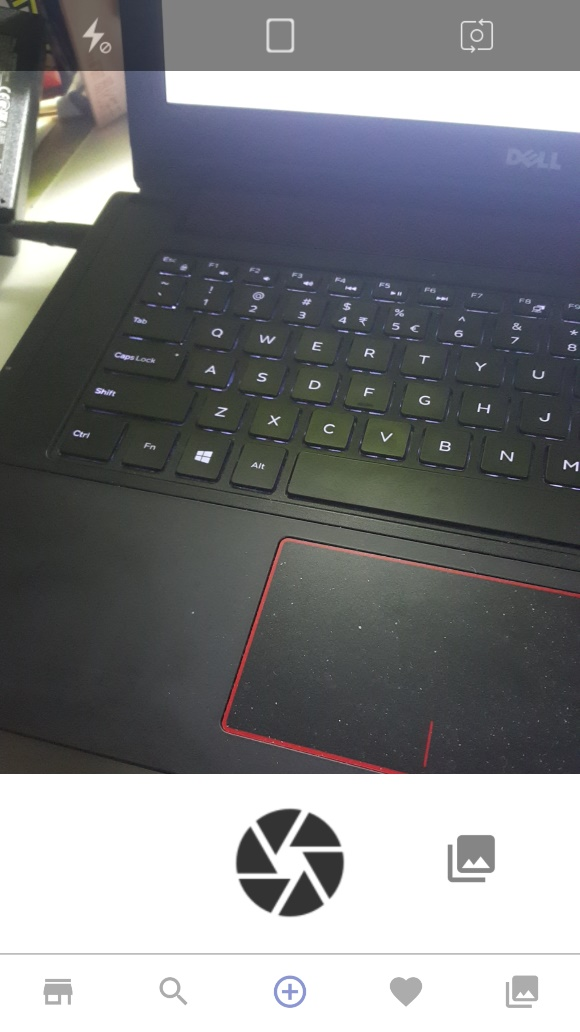 DELL
Esc F1 F2 F3 F4 F5 F6 F7 F8 F9
~ ! @ # $ % ^ & *
` 1 2 3 4 ₹ 5 € 6 7 8
Tab Q W E R T Y U
Caps Lock A S D F G H J
Shift Z X C V B N M
Ctrl Fn Alt